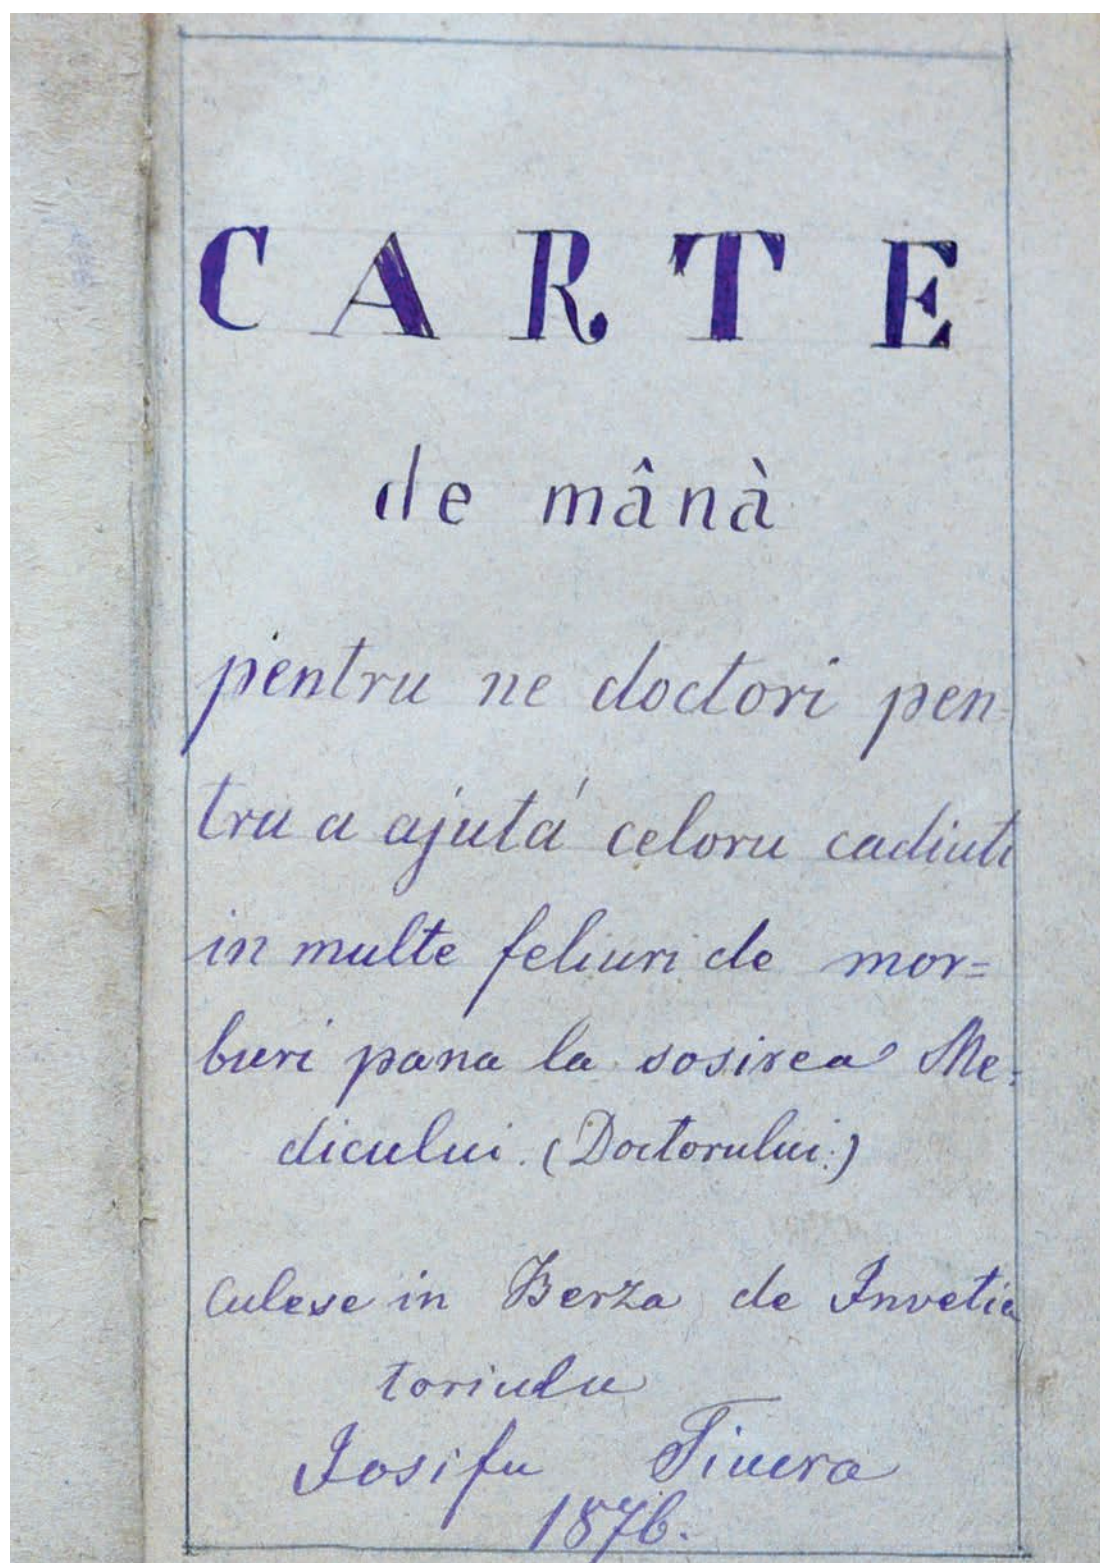 CARTE
de mânà
pentru ne doctori pen-
tru a ajutá celoru cadiuti
in multe feliuri de mor=
buri pana la sosirea Me-
dicului. (Doctorului.)
Culese in Berza de Invetia
toriulu
Iosifu
1876.